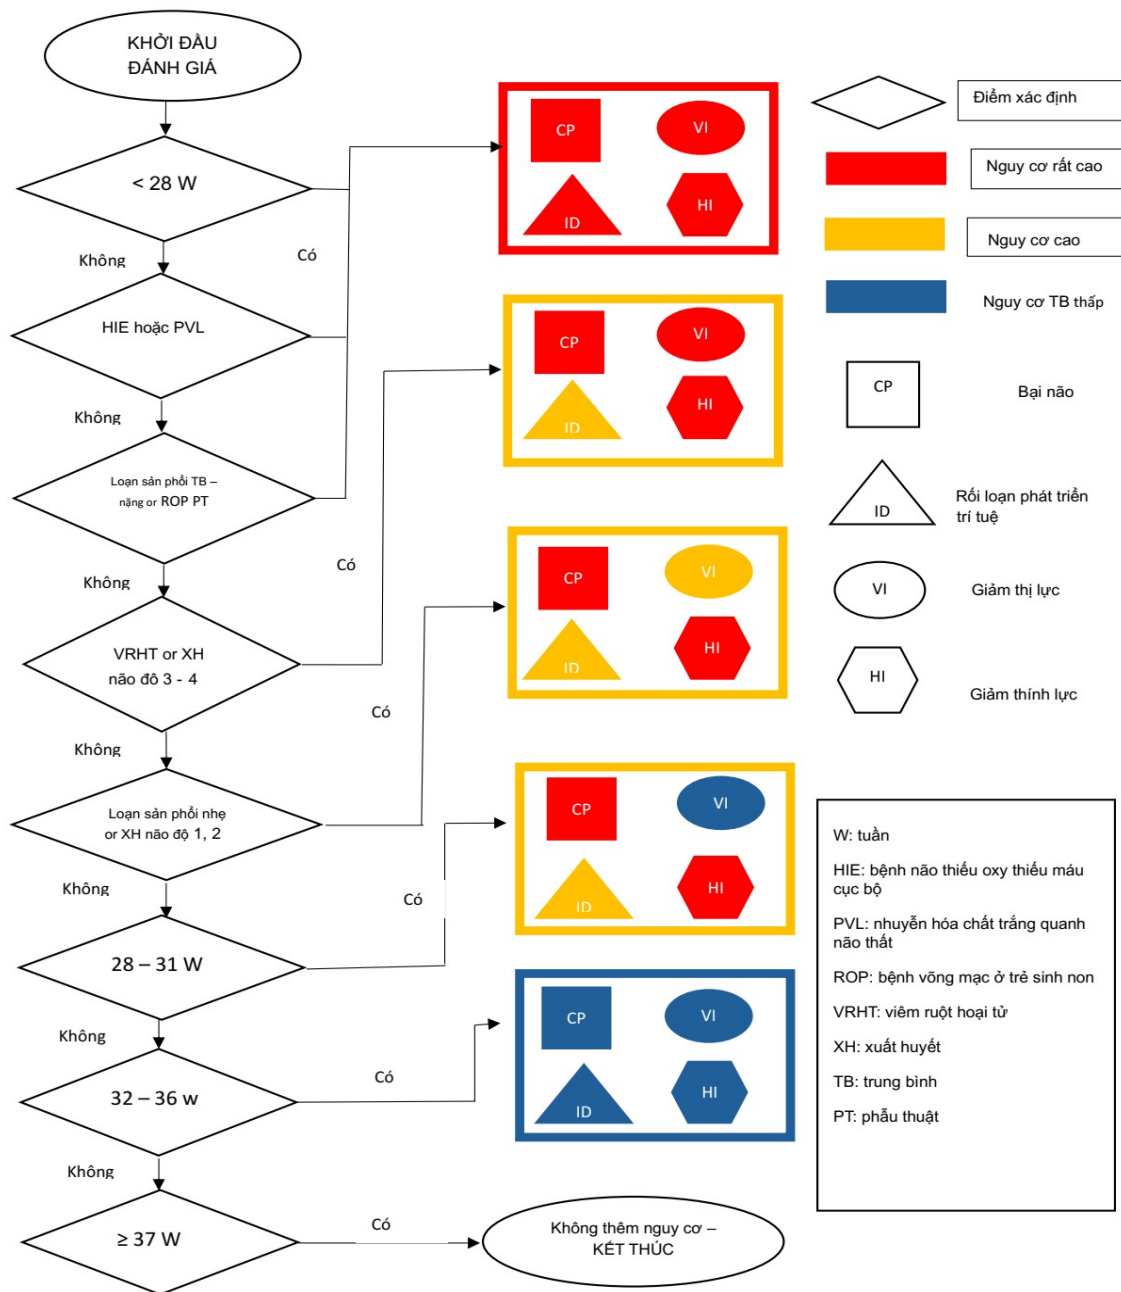 KHỞI ĐẦU
ĐÁNH GIÁ
< 28 W
Không
Có
HIE hoặc PVL
Không
Loạn sản phổi TB –
nặng or ROP PT
Không
Có
VRHT or XH
não đô 3 - 4
Không
Có
Loạn sản phổi nhẹ
or XH não độ 1, 2
Không
Có
28 – 31 W
Không
Có
32 – 36 w
Không
≥ 37 W
Có
Không thêm nguy cơ –
KẾT THÚC
CP
VI
ID
HI
CP
VI
ID
HI
CP
VI
ID
HI
CP
VI
ID
HI
CP
VI
ID
HI
Điểm xác định
Nguy cơ rất cao
Nguy cơ cao
Nguy cơ TB thấp
CP
Bại não
ID
Rối loạn phát triển
trí tuệ
VI
Giảm thị lực
HI
Giảm thính lực
W: tuần
HIE: bệnh não thiếu oxy thiếu máu
cục bộ
PVL: nhuyễn hóa chất trắng quanh
não thất
ROP: bệnh võng mạc ở trẻ sinh non
VRHT: viêm ruột hoại tử
XH: xuất huyết
TB: trung bình
PT: phẫu thuật